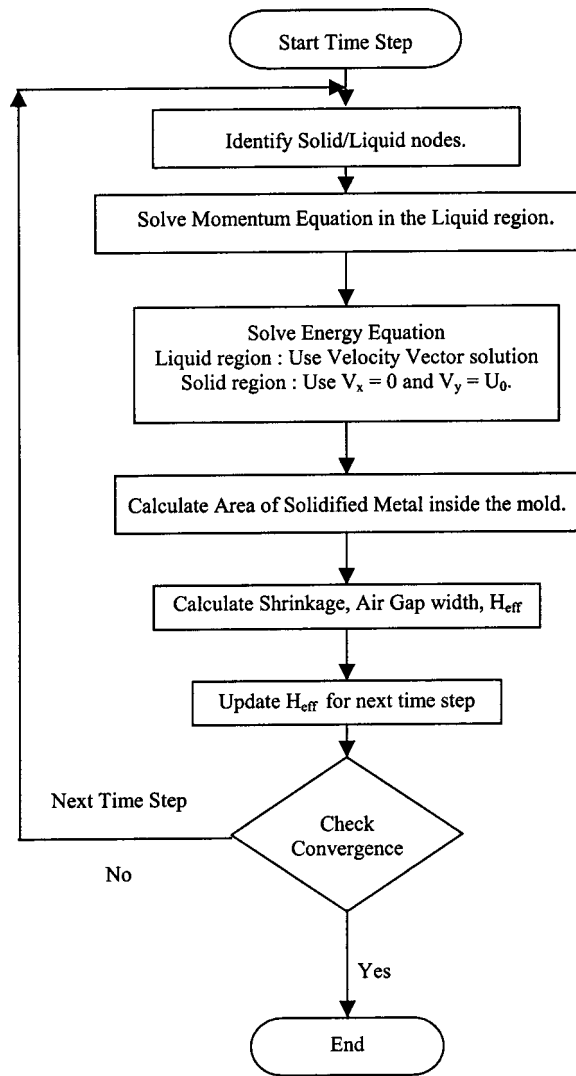 Start Time Step
Identify Solid/Liquid nodes.
Solve Momentum Equation in the Liquid region.
Solve Energy Equation
Liquid region : Use Velocity Vector solution
Solid region : Use Vₓ = 0 and Vᵧ = U₀.
Calculate Area of Solidified Metal inside the mold.
Calculate Shrinkage, Air Gap width, Heff
Update Heff for next time step
Next Time Step
Check
Convergence
No
Yes
End